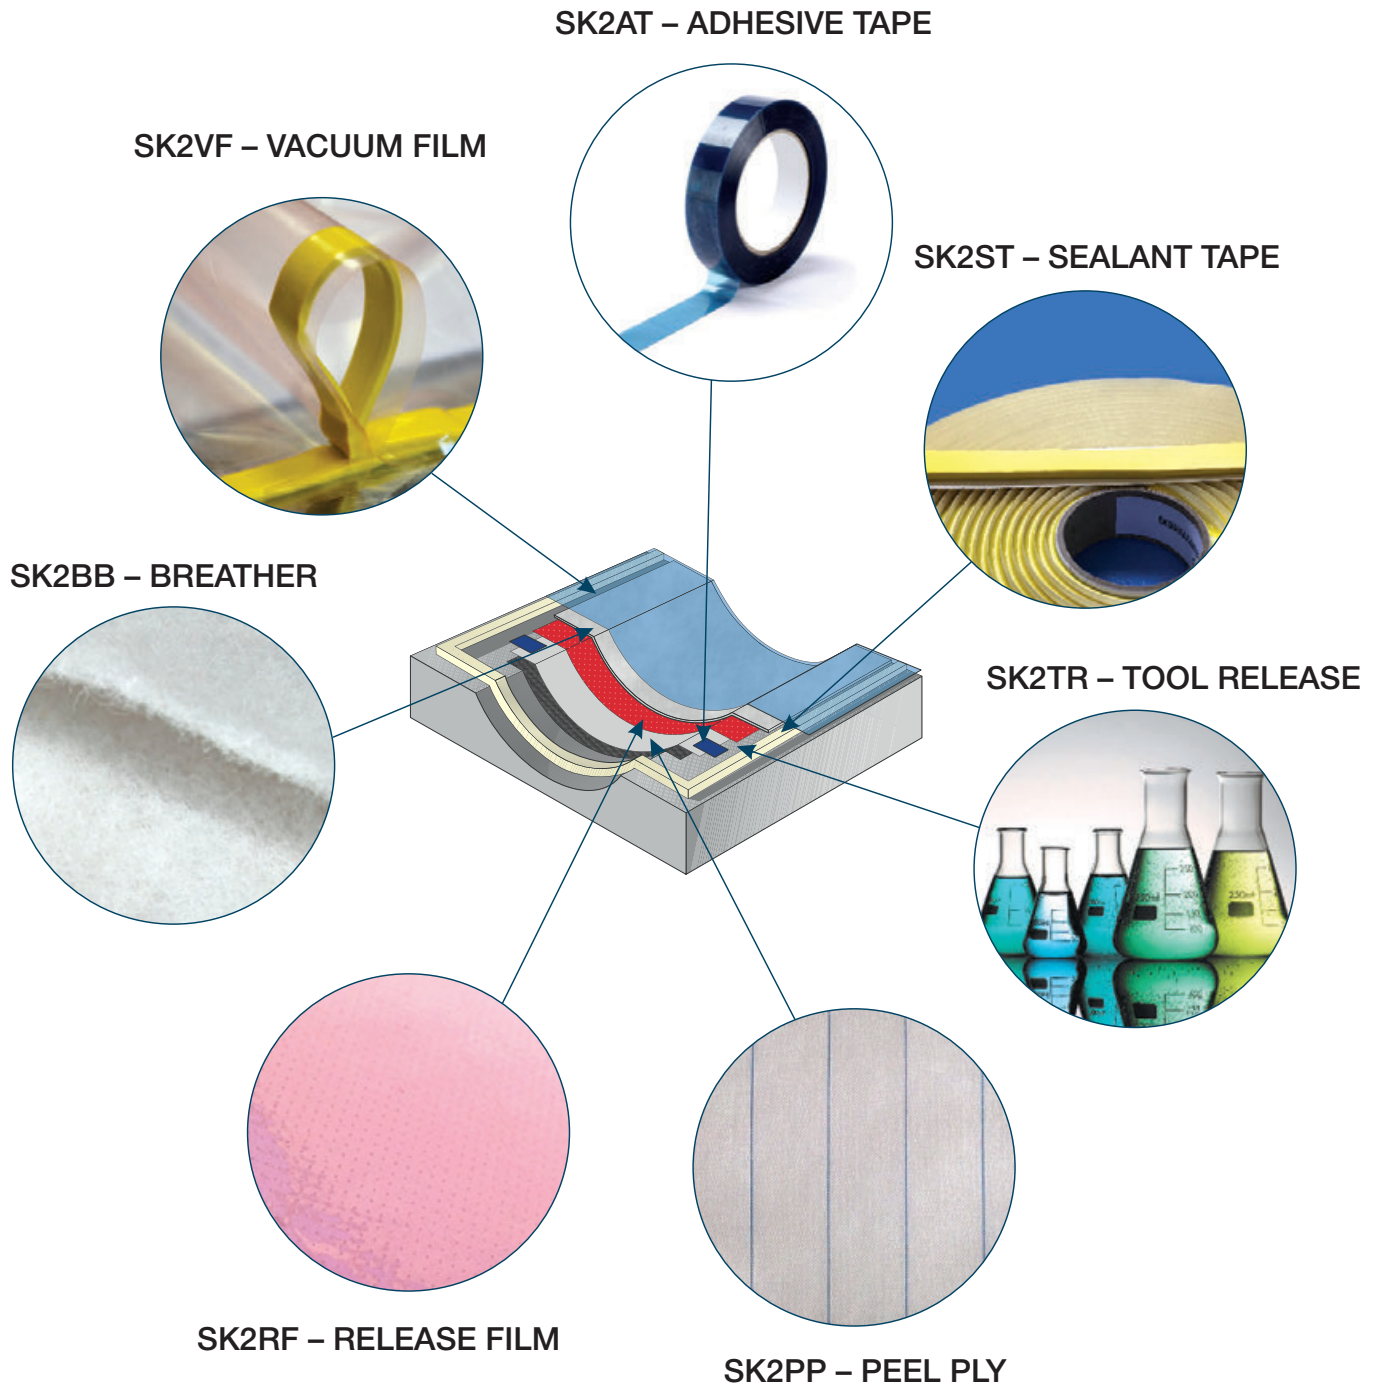 SK2AT – ADHESIVE TAPE
SK2VF – VACUUM FILM
SK2ST – SEALANT TAPE
SK2BB – BREATHER
SK2TR – TOOL RELEASE
250ml
SK2RF – RELEASE FILM
SK2PP – PEEL PLY